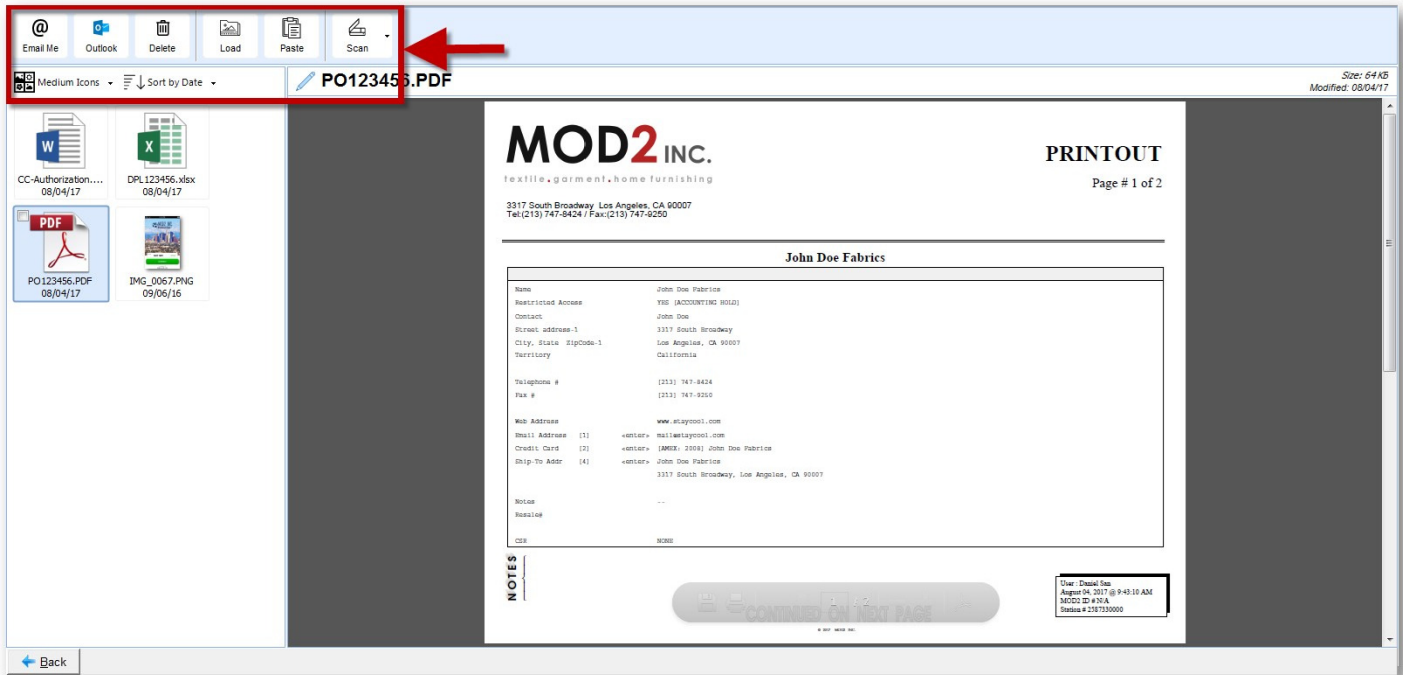 @
Email Me Outlook Delete Load Paste Scan
Medium Icons Sort by Date
PO123456.PDF
Size: 64 KB
Modified: 08/04/17
W
X
CC-Authorization.... DPL123456.xlsx
08/04/17 08/04/17
PDF
PO123456.PDF IMG_0067.PNG
08/04/17 09/06/16
MOD2 INC.
textile.garment.home furnishing
3317 South Broadway Los Angeles, CA 90007
Tel:(213) 747-8424 / Fax:(213) 747-9250
PRINTOUT
Page # 1 of 2
John Doe Fabrics
Name John Doe Fabrics
Restricted Access YES [ACCOUNTING HOLD]
Contact John Doe
Street address-1 3317 South Broadway
City, State ZipCode-1 Los Angeles, CA 90007
Territory California
Telephone # [213] 747-8424
Fax # [213] 747-9250
Web Address www.staycool.com
Email Address [1] <enter> mail@staycool.com
Credit Card [2] <enter> [AMEX: 2008] John Doe Fabrics
Ship-To Addr [4] <enter> John Doe Fabrics
3317 South Broadway, Los Angeles, CA 90007
Notes --
Resale#
CSR NONE
NOTES
CONTINUED ON NEXT PAGE
User : Daniel San
August 04, 2017 @ 9:43:10 AM
MOD2 ID # N/A
Station # 2587330000
Back